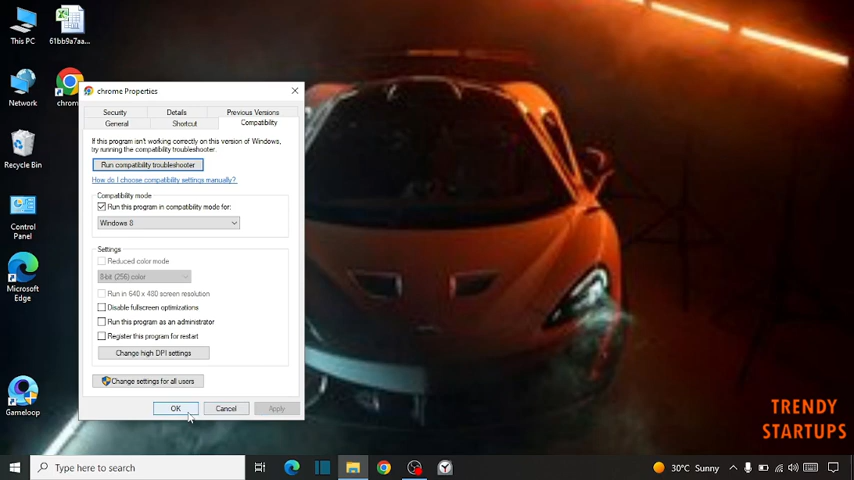 This PC
61bb9a7aa...
Network
chrom
Recycle Bin
Control
Panel
Microsoft
Edge
Gameloop
chrome Properties
Security
Details
Previous Versions
General
Shortcut
Compatibility
If this program isn't working correctly on this version of Windows,
try running the compatibility troubleshooter.
Run compatibility troubleshooter
How do I choose compatibility settings manually?
Compatibility mode
Run this program in compatibility mode for:
Windows 8
Settings
Reduced color mode
8-bit (256) color
Run in 640 x 480 screen resolution
Disable fullscreen optimizations
Run this program as an administrator
Register this program for restart
Change high DPI settings
Change settings for all users
OK
Cancel
Apply
TRENDY
STARTUPS
Type here to search
30°C Sunny